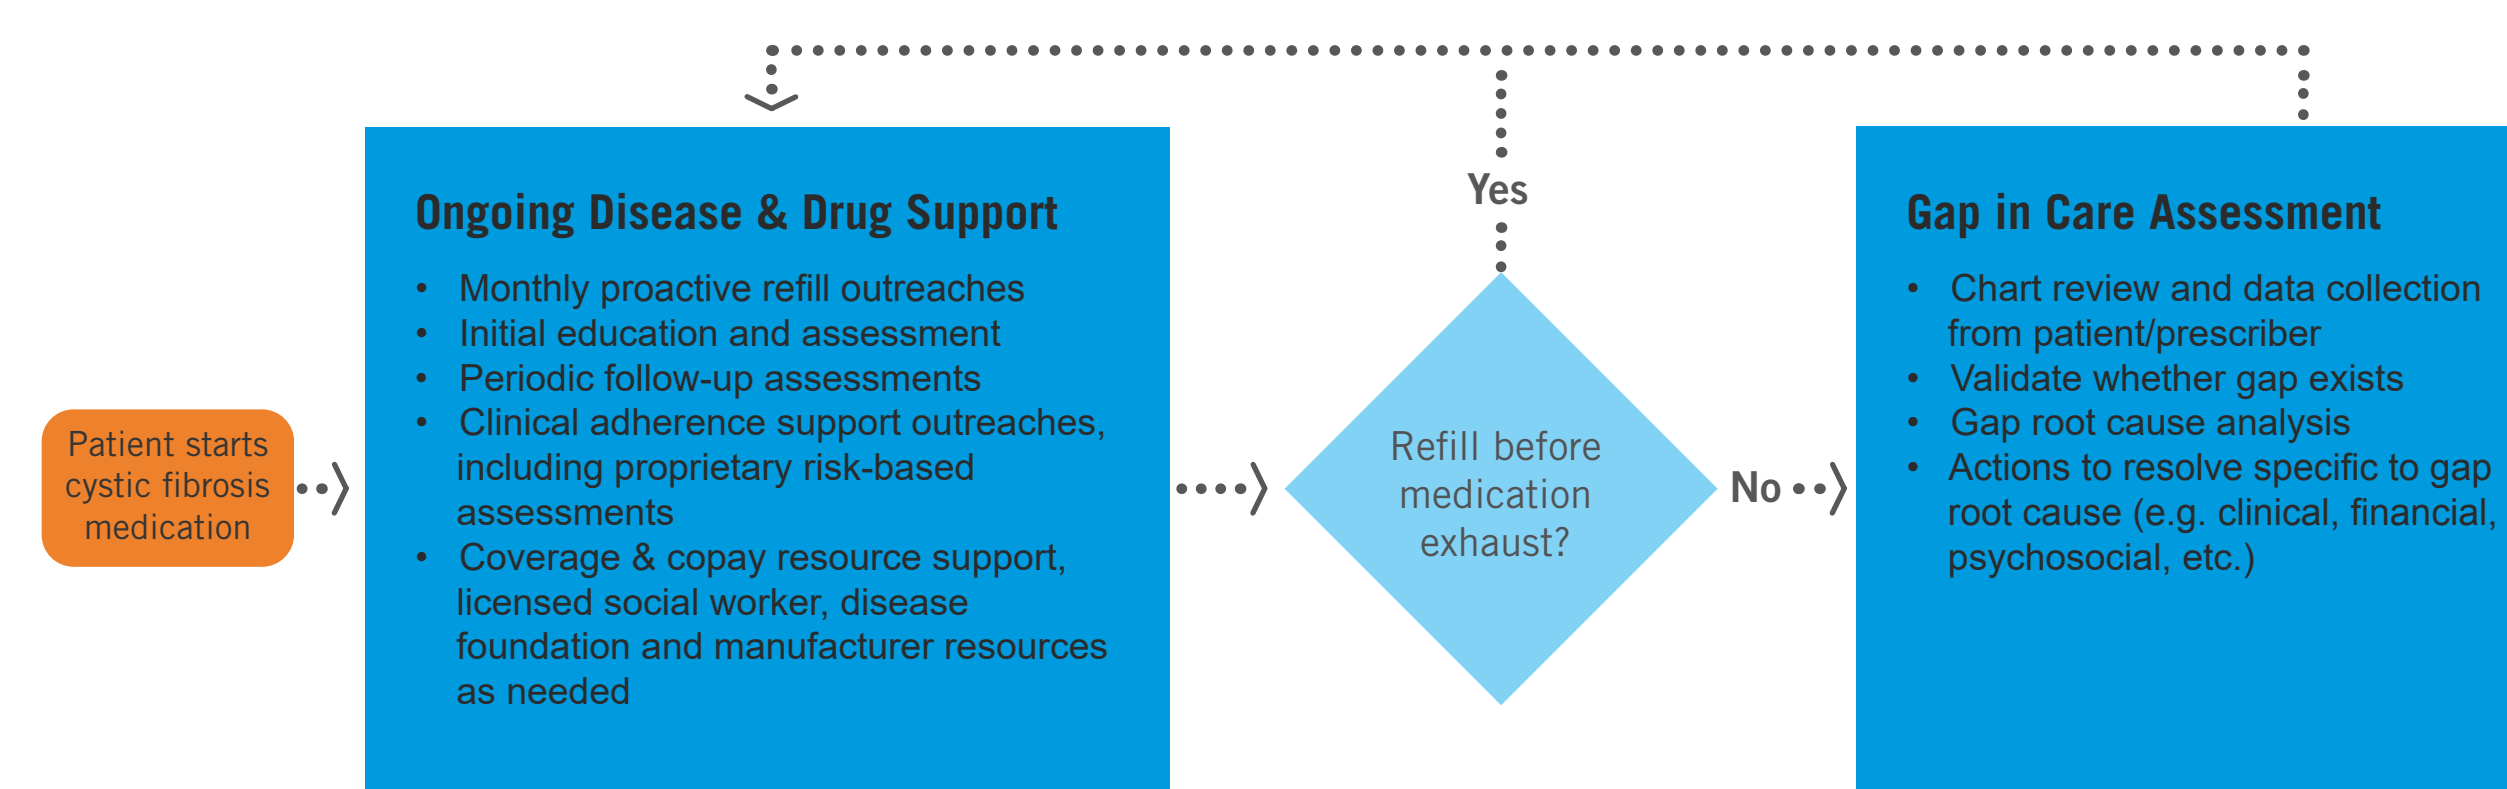 Patient starts
cystic fibrosis
medication
Ongoing Disease & Drug Support
• Monthly proactive refill outreaches
• Initial education and assessment
• Periodic follow-up assessments
• Clinical adherence support outreaches,
including proprietary risk-based
assessments
• Coverage & copay resource support,
licensed social worker, disease
foundation and manufacturer resources
as needed
Yes
Refill before
medication
exhaust?
No
Gap in Care Assessment
• Chart review and data collection
from patient/prescriber
• Validate whether gap exists
• Gap root cause analysis
• Actions to resolve specific to gap
root cause (e.g. clinical, financial,
psychosocial, etc.)